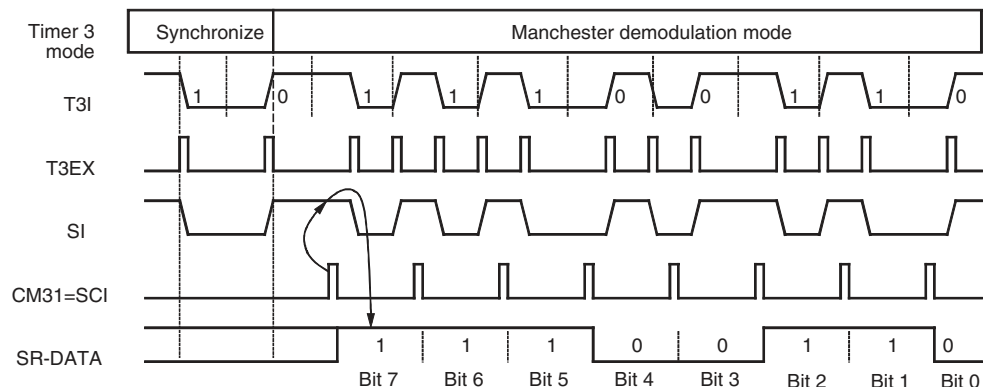 Timer 3 mode Synchronize Manchester demodulation mode
T3I 1 0 1 1 1 0 0 1 1 0
T3EX
SI
CM31=SCI
SR-DATA 1 1 1 0 0 1 1 0
Bit 7 Bit 6 Bit 5 Bit 4 Bit 3 Bit 2 Bit 1 Bit 0